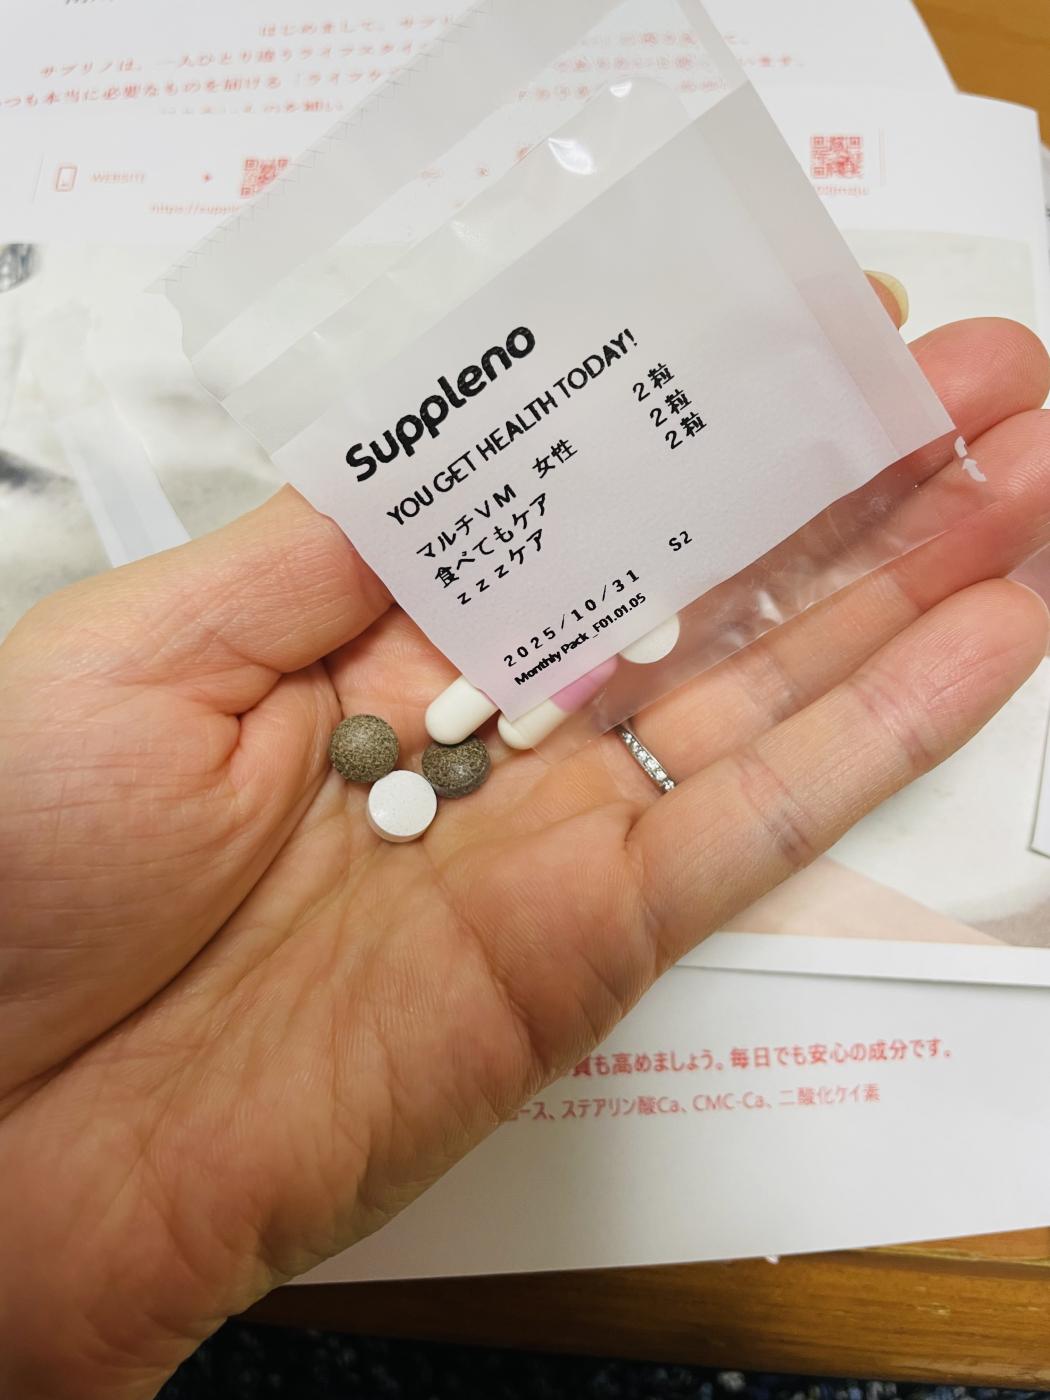 はじめまして。サプリ
サプリノは、一人ひとり違うライフスタイ
つも本当に必要なものを届ける「ライフ
WEBSITE
https://supple
Suppleno
YOU GET HEALTH TODAY!
マルチVM 女性 2粒
食べてもケア 2粒
zzzケア 2粒
S2
2025/10/31
Monthly Pack_F01.01.05
質も高めましょう。毎日でも安心の成分です。
ース、ステアリン酸Ca、CMC-Ca、二酸化ケイ素